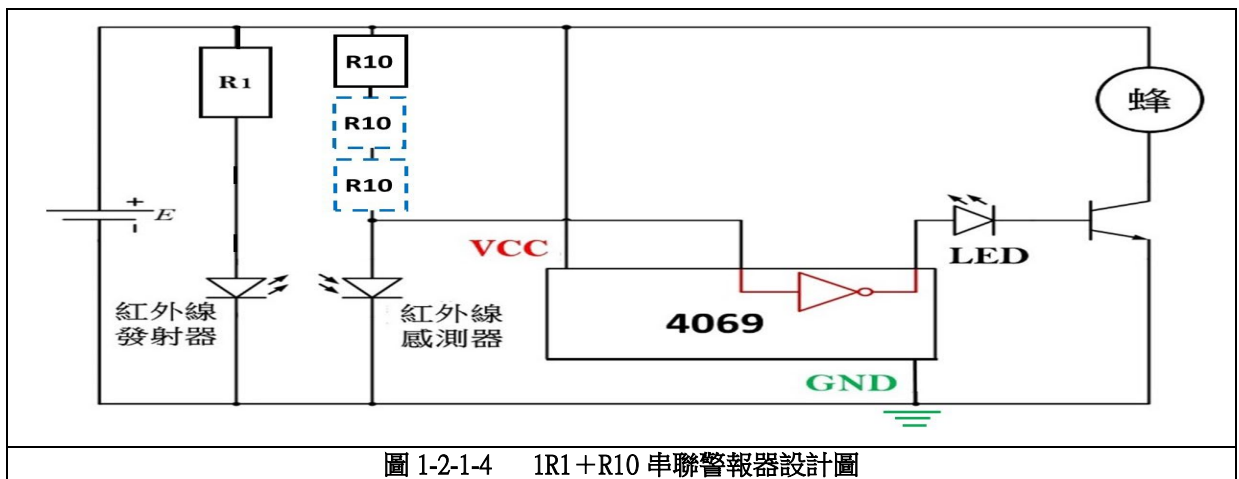 R10
R1
蜂
R10
R10
+
E
-
VCC
LED
紅外線
發射器
紅外線
感測器
4069
GND
圖 1-2-1-4 1R1＋R10 串聯警報器設計圖